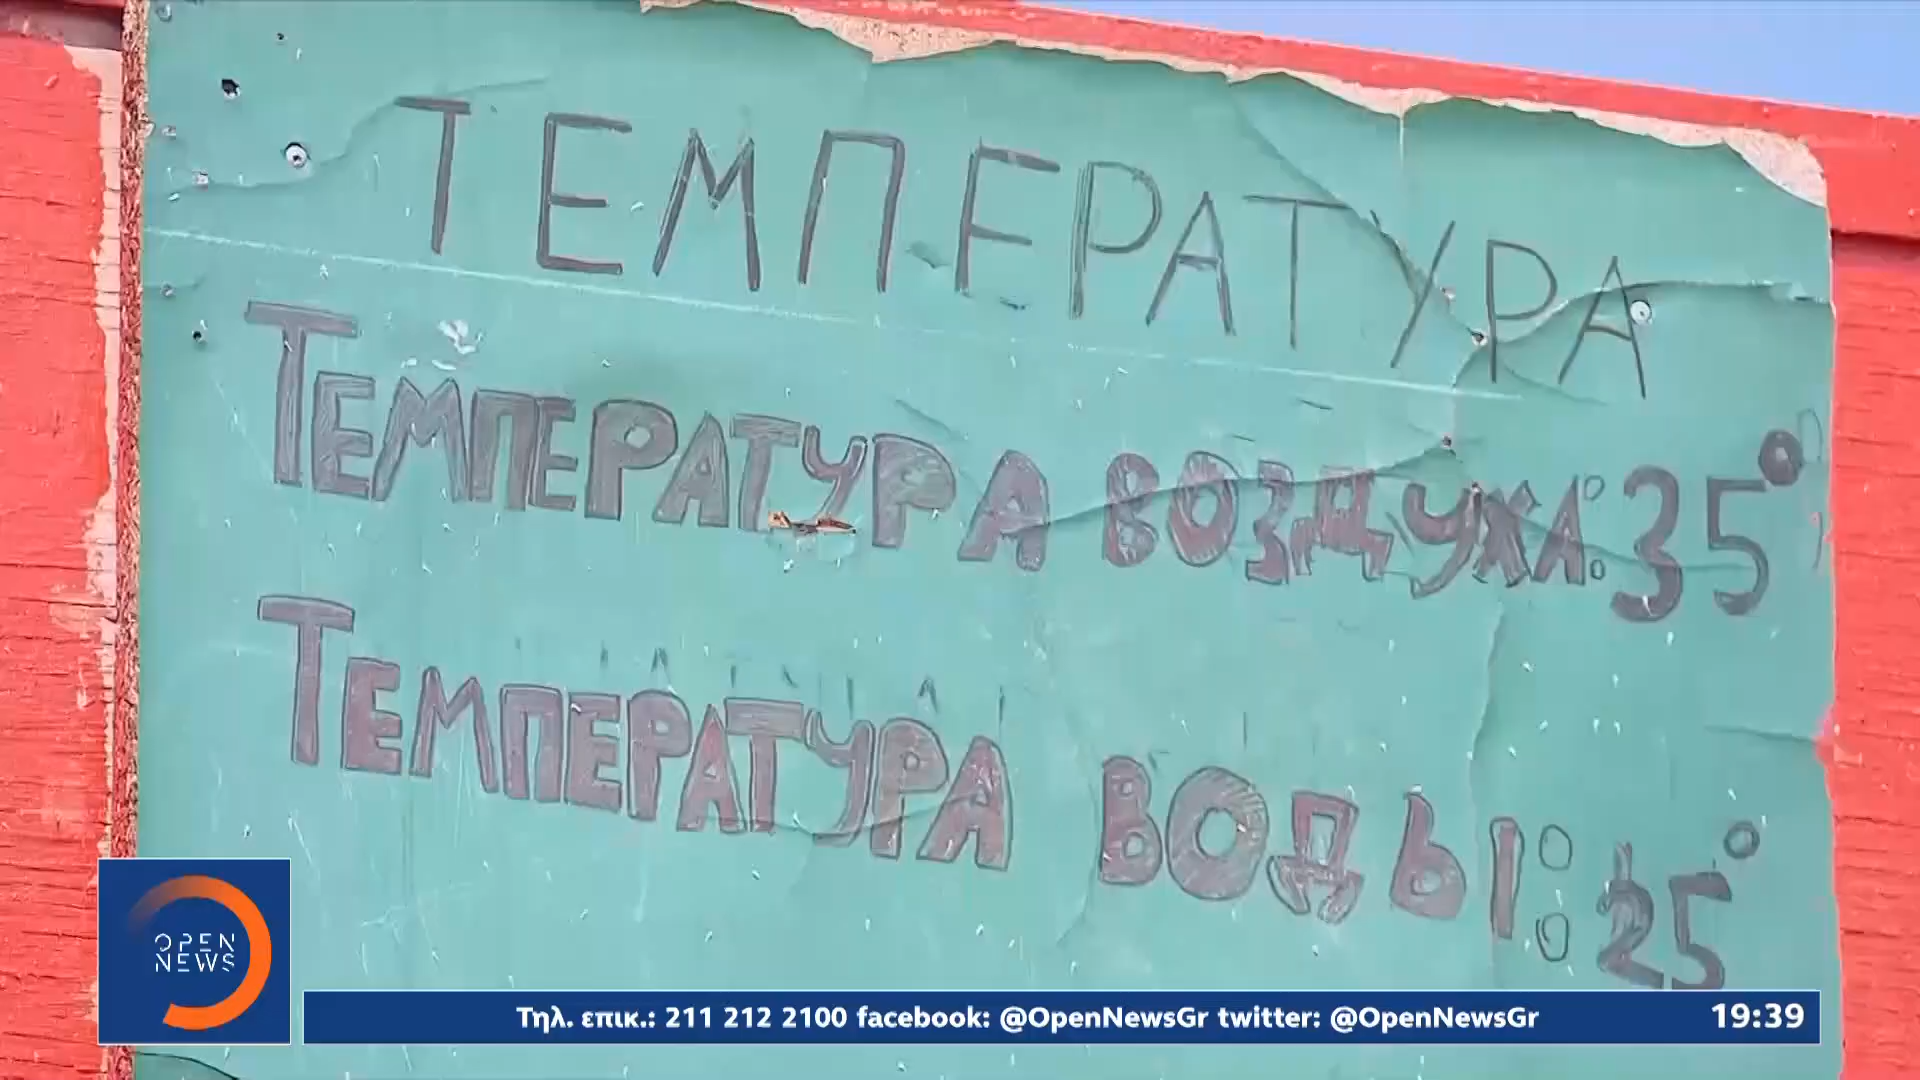 ТЕМПЕРАТУРА
ТЕМПЕРАТУРА ВОЗДУХА: 35°
ТЕМПЕРАТУРА ВОДЫ: 25°
OPEN
NEWS
Τηλ. επικ.: 211 212 2100 facebook: @OpenNewsGr twitter: @OpenNewsGr
19:39